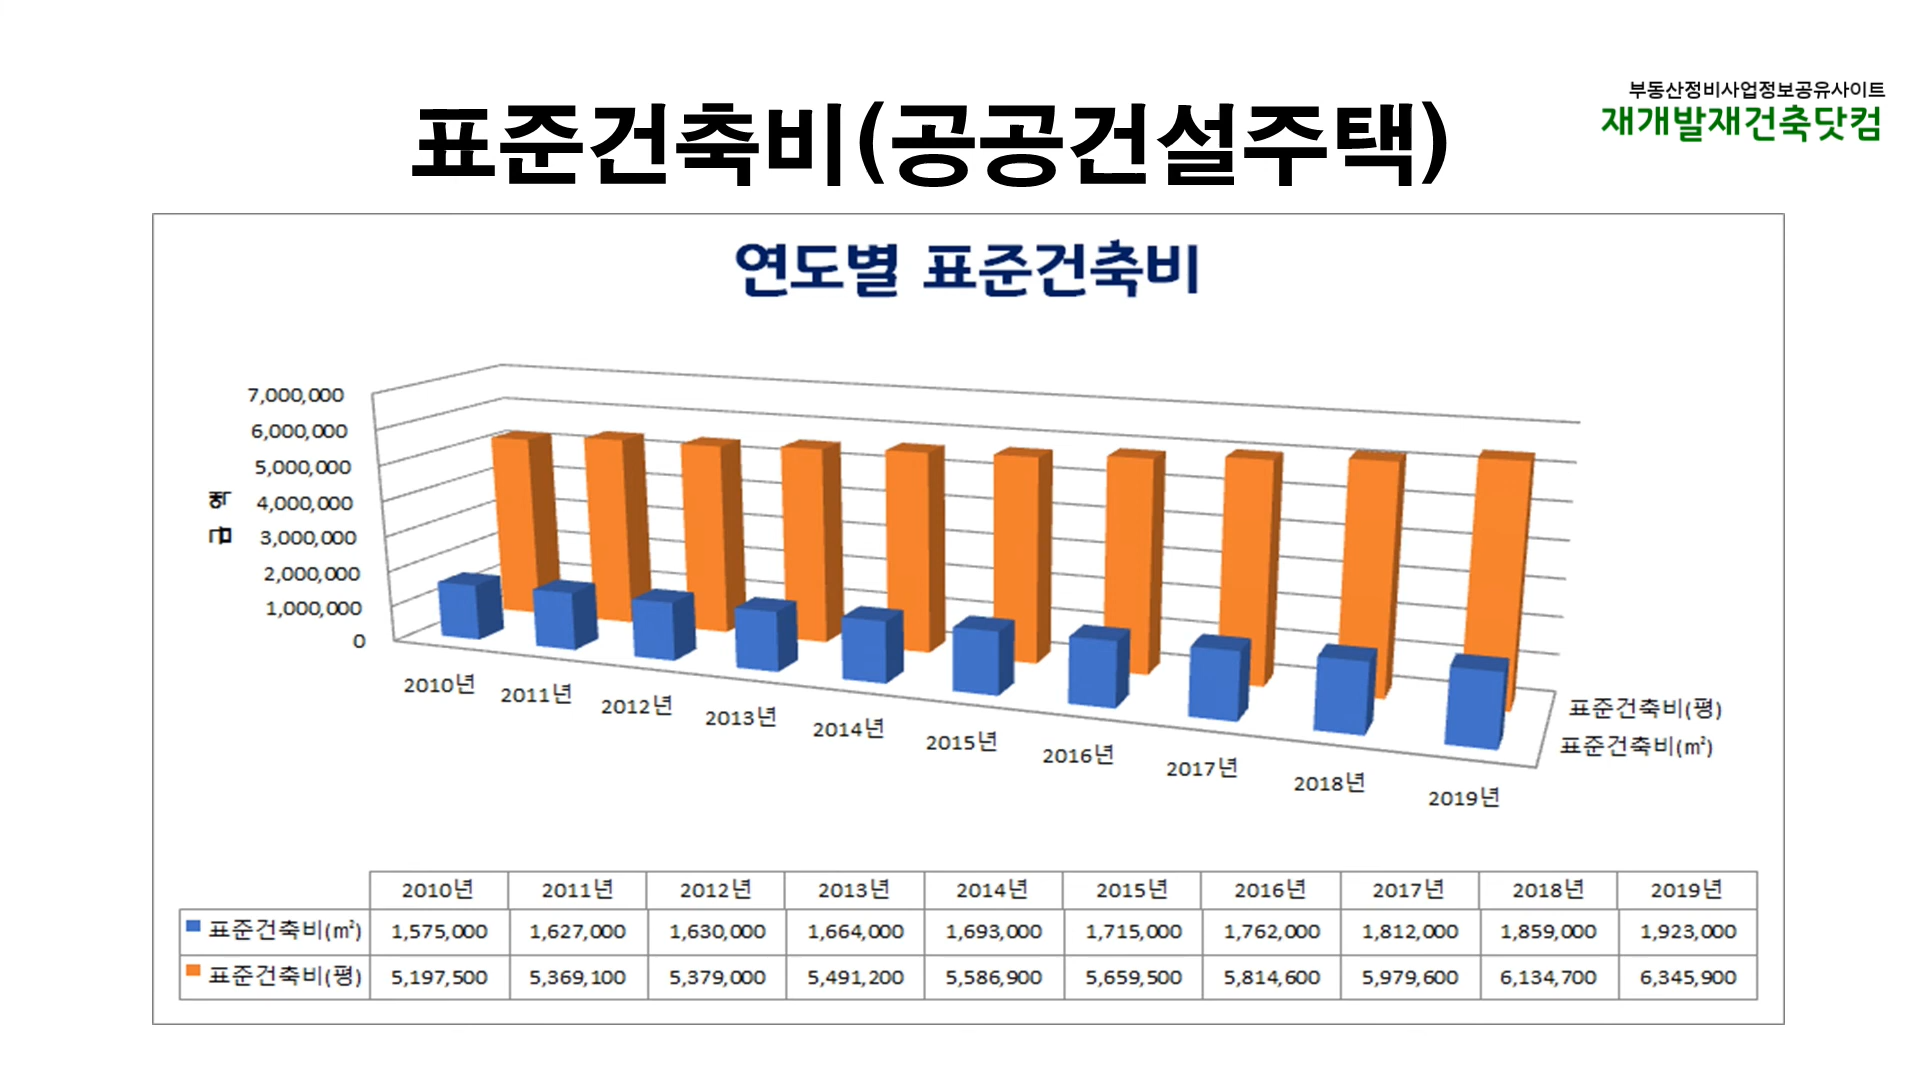 부동산정비사업정보공유사이트
재개발재건축닷컴
표준건축비(공공건설주택)
연도별 표준건축비
7,000,000
6,000,000
5,000,000
4,000,000
3,000,000
2,000,000
1,000,000
0
2010년 2011년 2012년 2013년 2014년 2015년 2016년 2017년 2018년 2019년
표준건축비(평)
표준건축비(㎡)
2010년 2011년 2012년 2013년 2014년 2015년 2016년 2017년 2018년 2019년
표준건축비(㎡) 1,575,000 1,627,000 1,630,000 1,664,000 1,693,000 1,715,000 1,762,000 1,812,000 1,859,000 1,923,000
표준건축비(평) 5,197,500 5,369,100 5,379,000 5,491,200 5,586,900 5,659,500 5,814,600 5,979,600 6,134,700 6,345,900